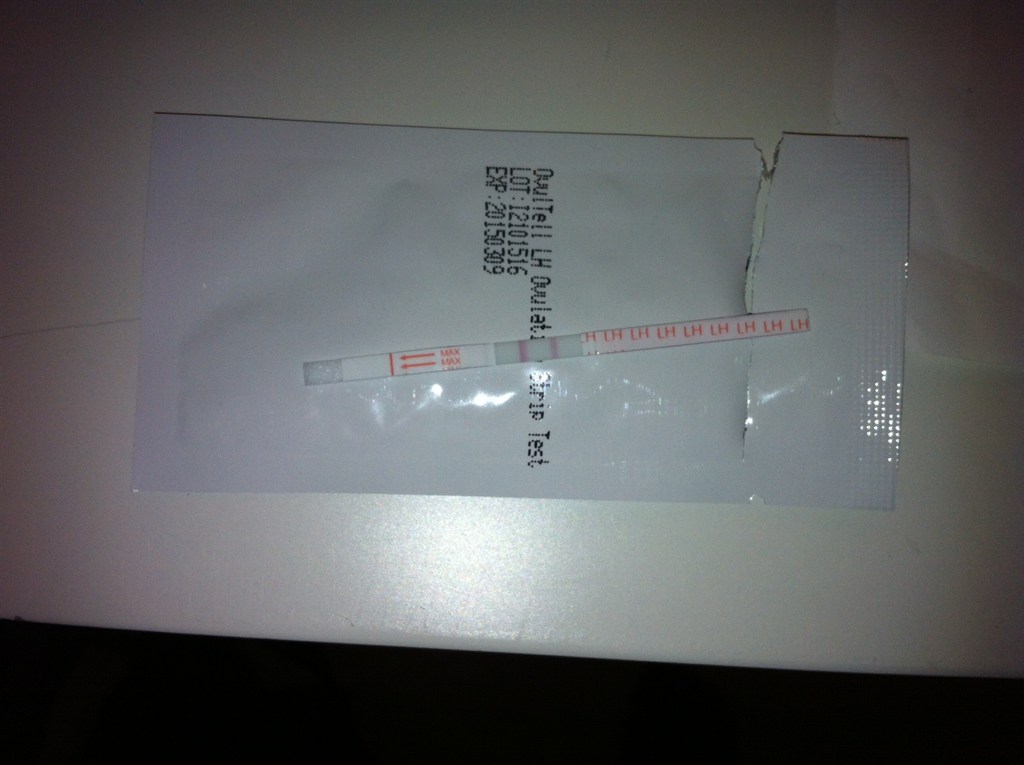 OvulTell LH Ovulati Strip Test
LOT:12101516
EXP:20150309
MAX
MAX
LH LH LH LH LH LH LH LH LH